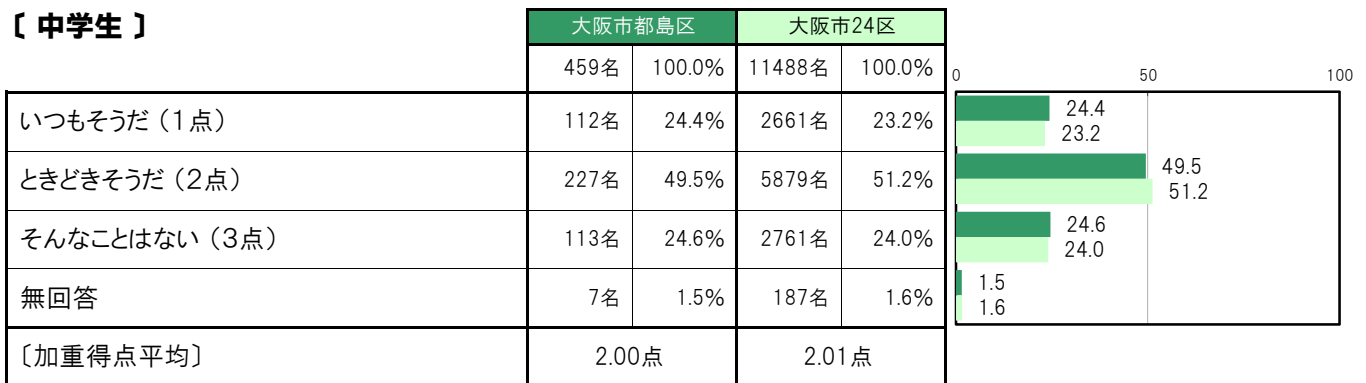 〔 中学生 〕
大阪市都島区 大阪市24区
459名 100.0% 11488名 100.0%
0 50 100
いつもそうだ（1点） 112名 24.4% 2661名 23.2%
24.4
23.2
ときどきそうだ（2点） 227名 49.5% 5879名 51.2%
49.5
51.2
そんなことはない（3点） 113名 24.6% 2761名 24.0%
24.6
24.0
無回答 7名 1.5% 187名 1.6%
1.5
1.6
〔加重得点平均〕 2.00点 2.01点